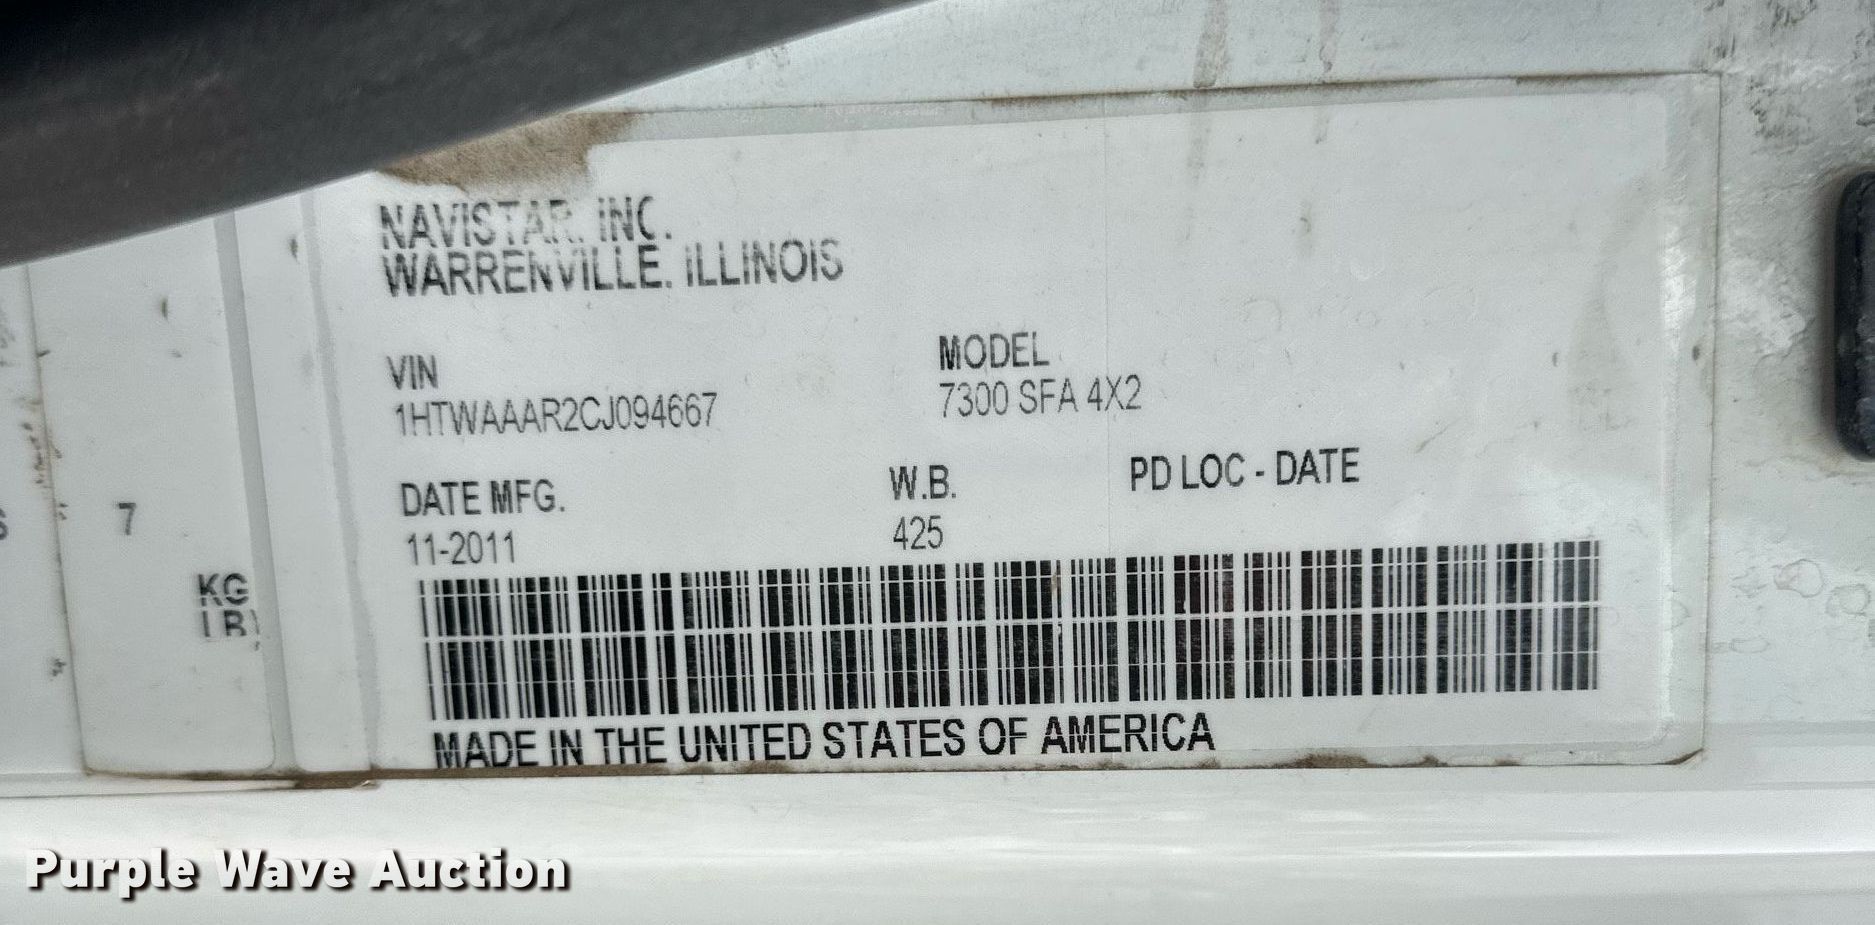 NAVISTAR, INC.
WARRENVILLE, ILLINOIS
VIN
1HTWAAAR2CJ094667
MODEL
7300 SFA 4X2
DATE MFG.
11-2011
W.B.
425
PD LOC - DATE
7
KG
MADE IN THE UNITED STATES OF AMERICA
Purple Wave Auction